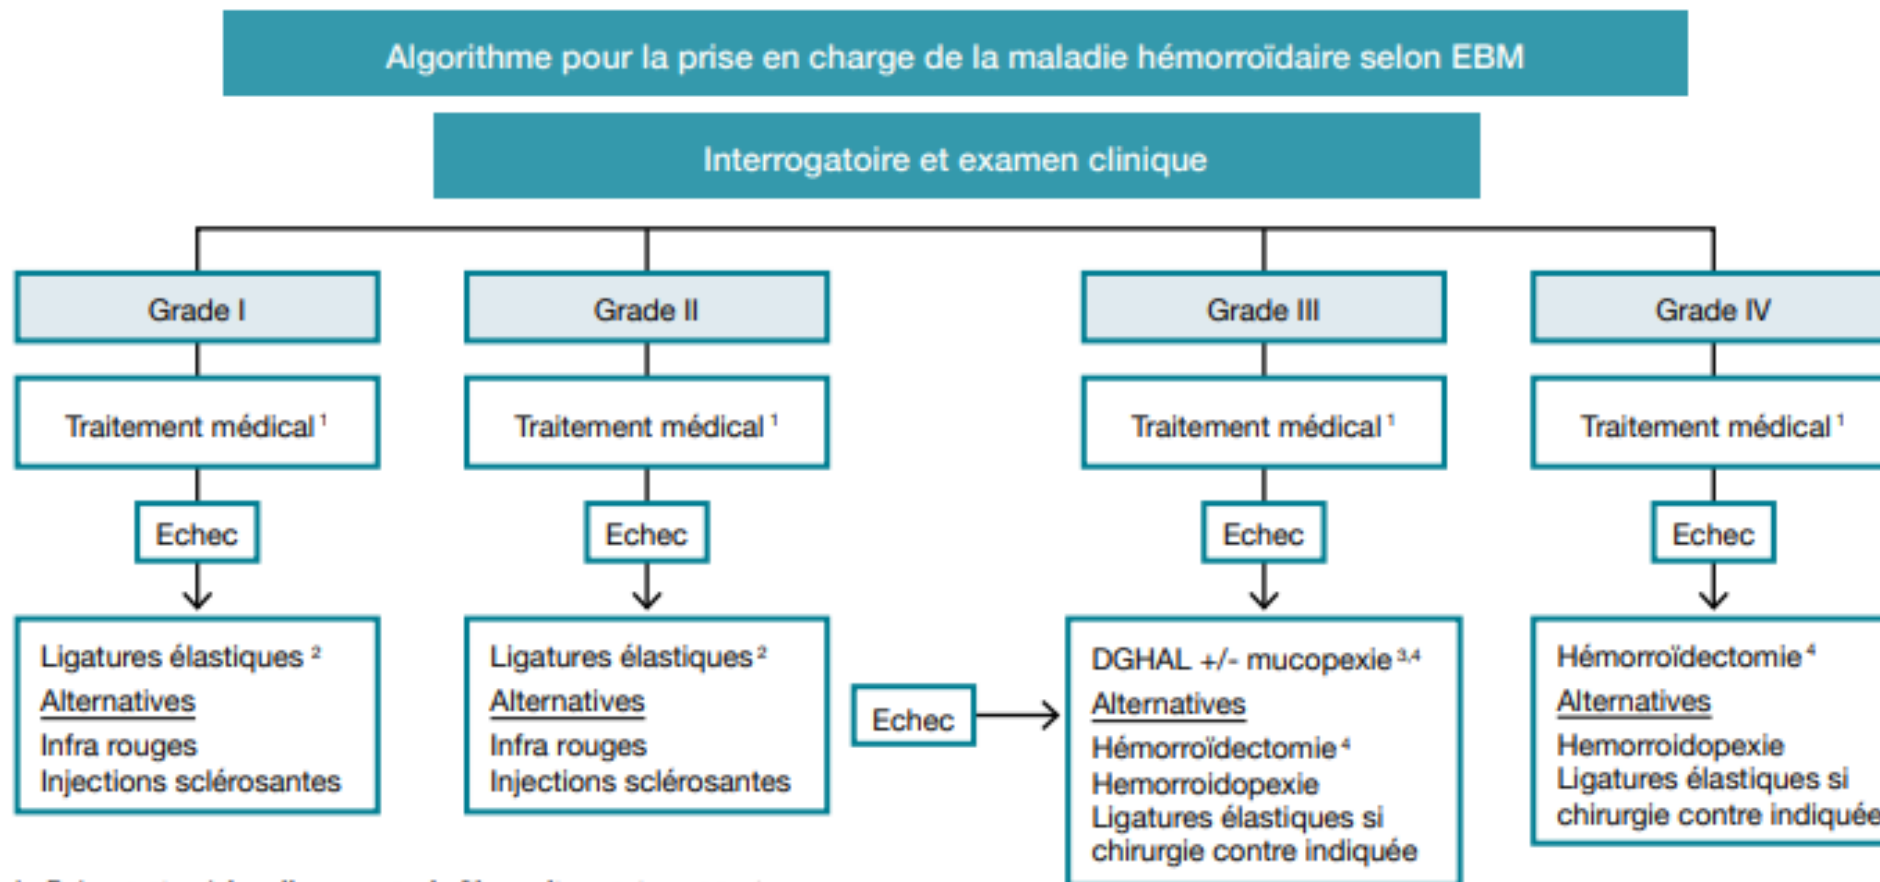 Algorithme pour la prise en charge de la maladie hémorroïdaire selon EBM
Interrogatoire et examen clinique
Grade I
Traitement médical ¹
Echec
Ligatures élastiques ²
Alternatives
Infra rouges
Injections sclérosantes
Grade II
Traitement médical ¹
Echec
Ligatures élastiques ²
Alternatives
Infra rouges
Injections sclérosantes
Echec
Grade III
Traitement médical ¹
Echec
DGHAL +/- mucopexie ³,⁴
Alternatives
Hémorroïdectomie ⁴
Hemorroidopexie
Ligatures élastiques si
chirurgie contre indiquée
Grade IV
Traitement médical ¹
Echec
Hémorroïdectomie ⁴
Alternatives
Hemorroidopexie
Ligatures élastiques si
chirurgie contre indiquée